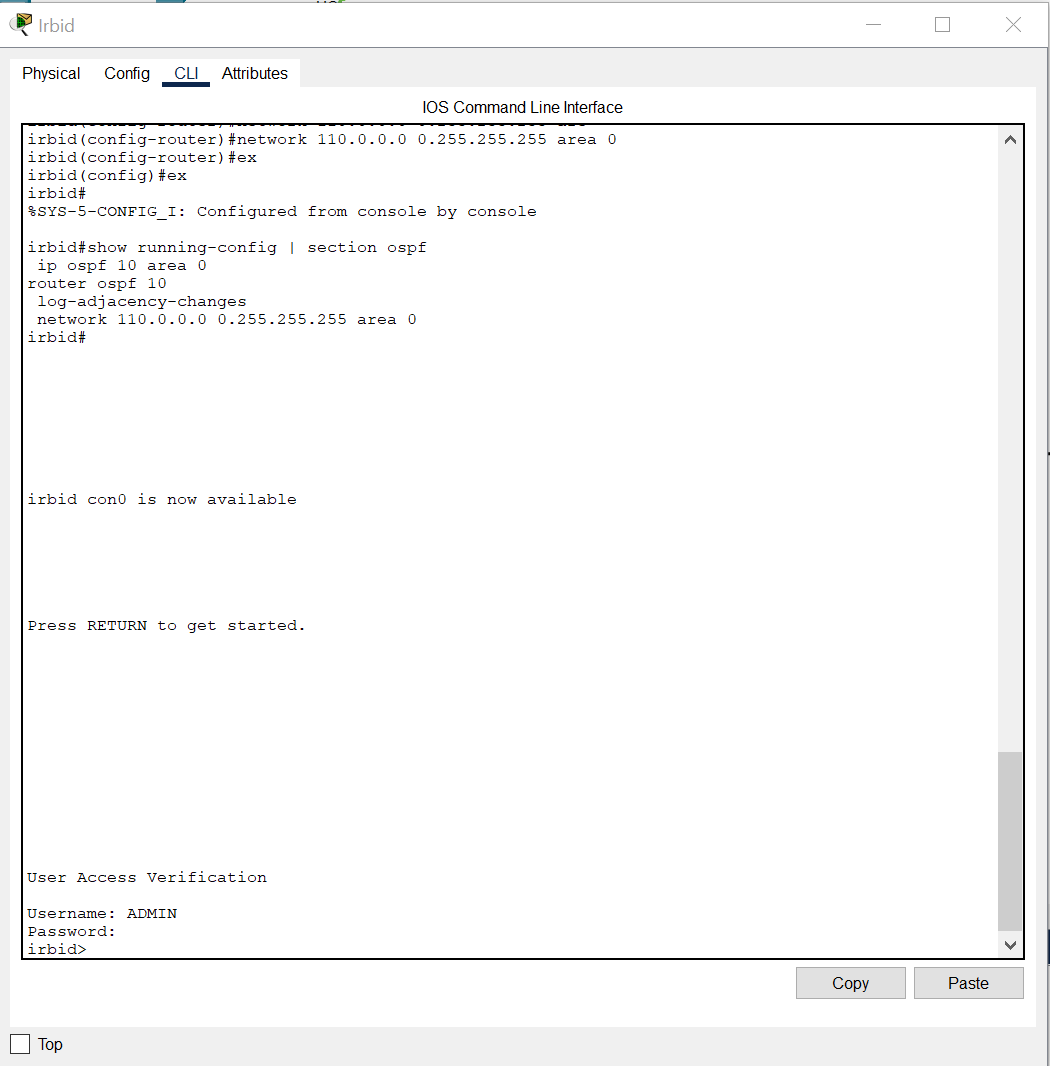 Irbid
Physical Config CLI Attributes
IOS Command Line Interface
irbid(config-router)#network 110.0.0.0 0.255.255.255 area 0
irbid(config-router)#ex
irbid(config)#ex
irbid#
%SYS-5-CONFIG_I: Configured from console by console
irbid#show running-config | section ospf
ip ospf 10 area 0
router ospf 10
log-adjacency-changes
network 110.0.0.0 0.255.255.255 area 0
irbid#
irbid con0 is now available
Press RETURN to get started.
User Access Verification
Username: ADMIN
Password:
irbid>
Copy Paste
Top